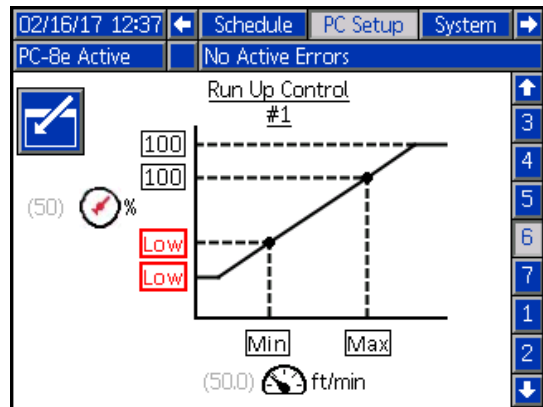 02/16/17 12:37 Schedule PC Setup System
PC-8e Active No Active Errors
Run Up Control
#1
100
100
(50) %
Low
Low
Min Max
(50.0) ft/min
3
4
5
6
7
1
2